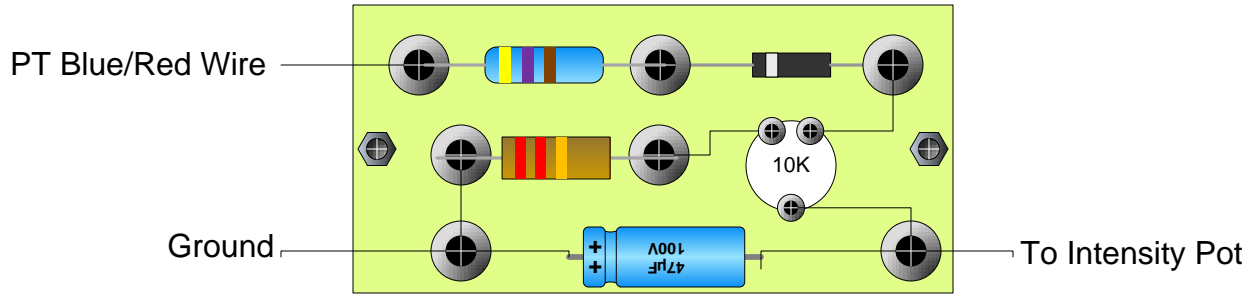 PT Blue/Red Wire
10K
Ground
++
47µF
100V
To Intensity Pot